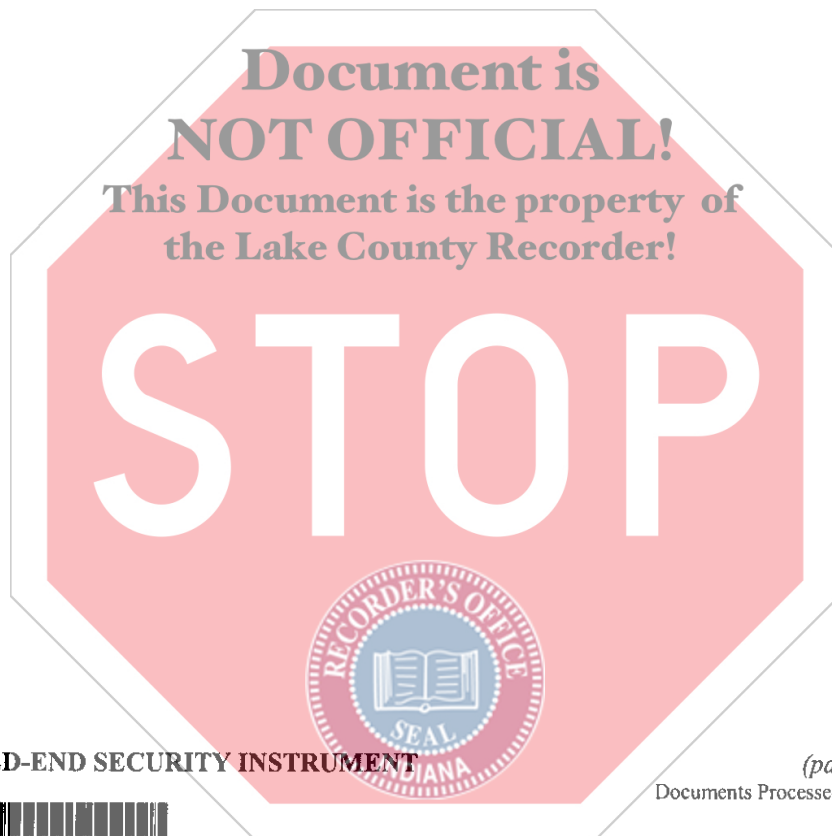 Document is
NOT OFFICIAL!
This Document is the property of
the Lake County Recorder!
STOP
RECORDER'S OFFICE
SEAL
INDIANA
D-END SECURITY INSTRUMENT
Documents